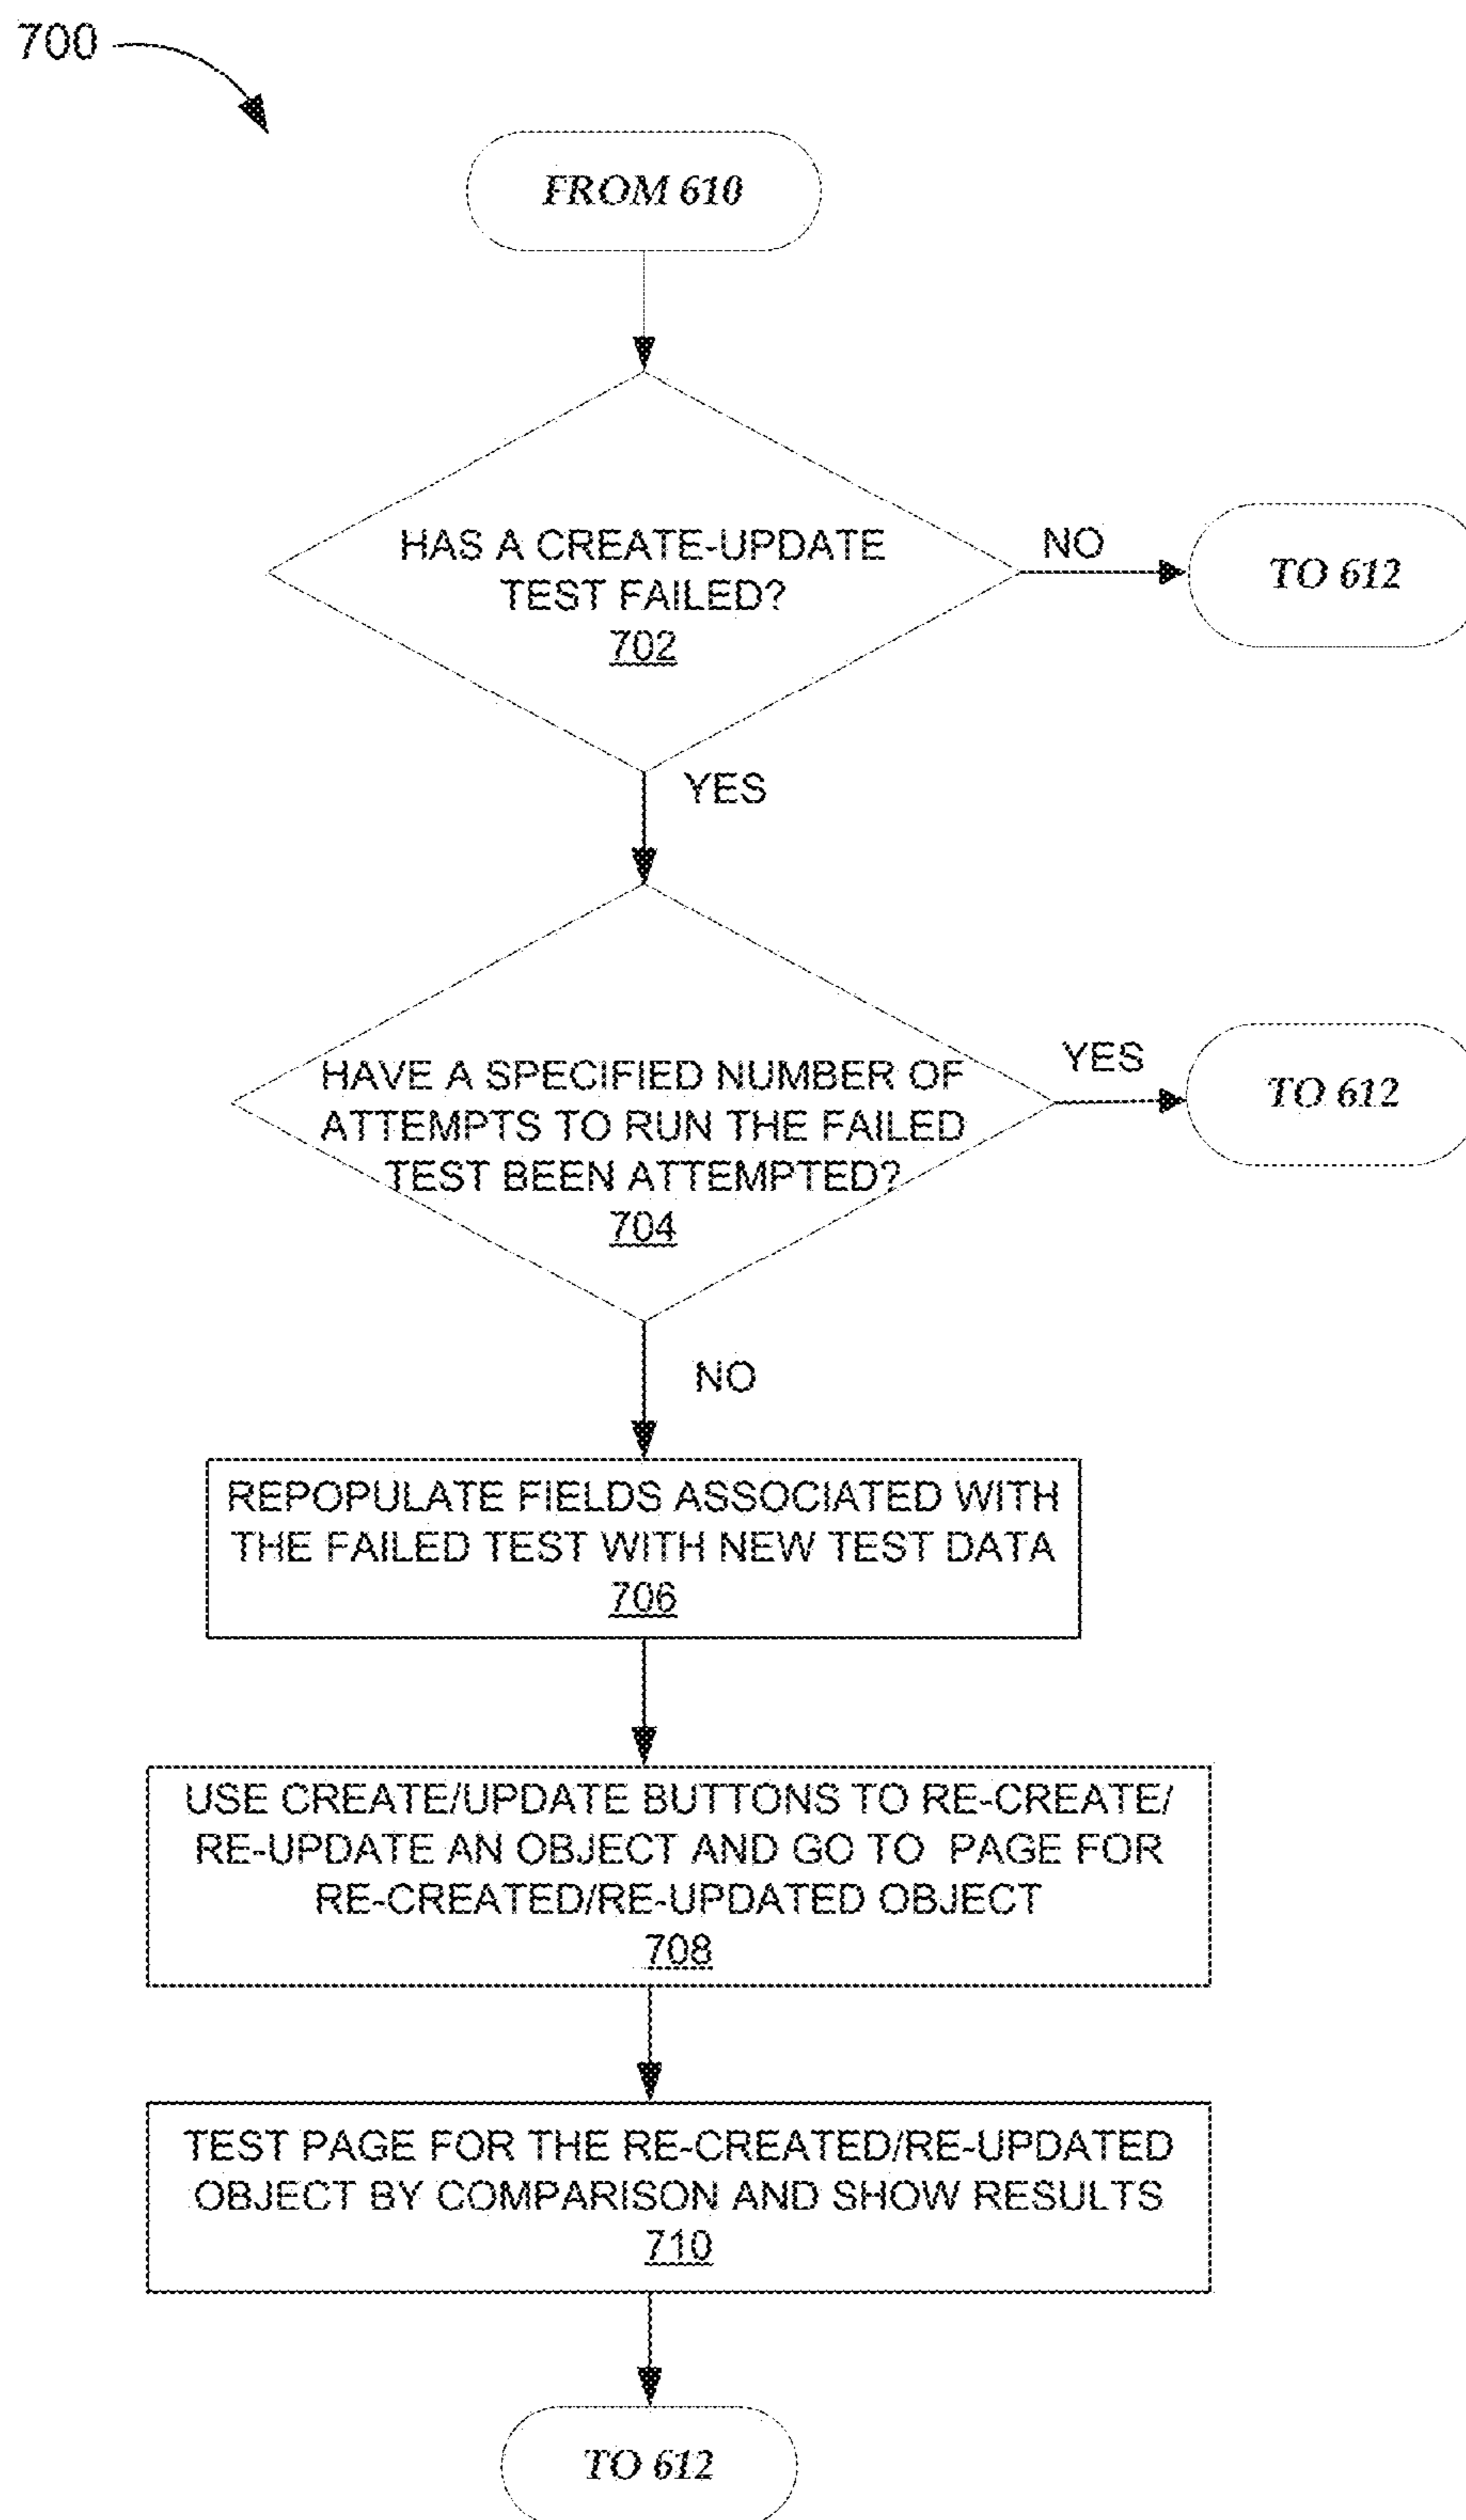 700
FROM 610
HAS A CREATE-UPDATE
TEST FAILED?
702
NO
TO 612
YES
HAVE A SPECIFIED NUMBER OF
ATTEMPTS TO RUN THE FAILED
TEST BEEN ATTEMPTED?
704
YES
TO 612
NO
REPOPULATE FIELDS ASSOCIATED WITH
THE FAILED TEST WITH NEW TEST DATA
706
USE CREATE/UPDATE BUTTONS TO RE-CREATE/
RE-UPDATE AN OBJECT AND GO TO PAGE FOR
RE-CREATED/RE-UPDATED OBJECT
708
TEST PAGE FOR THE RE-CREATED/RE-UPDATED
OBJECT BY COMPARISON AND SHOW RESULTS
710
TO 612